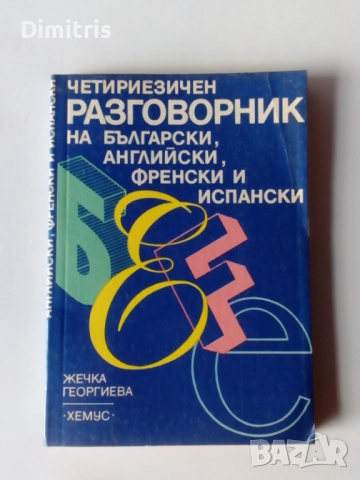 Dimitris
ЧЕТИРИЕЗИЧЕН
РАЗГОВОРНИК
НА БЪЛГАРСКИ,
АНГЛИЙСКИ,
ФРЕНСКИ И
ИСПАНСКИ
АНГЛИЙСКИ, ФРЕНСКИ И ИСПАНСКИ
Б
Е
e
ЖЕЧКА
ГЕОРГИЕВА
·ХЕМУС·
bazar